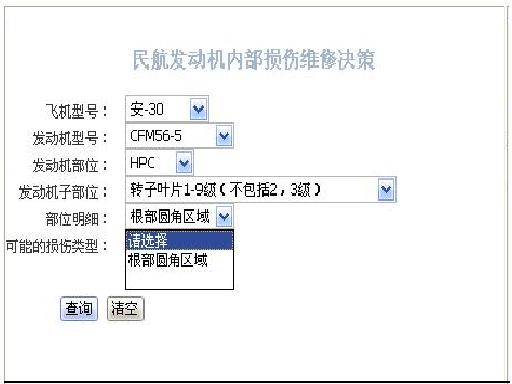 民航发动机内部损伤维修决策
飞机型号： 安-30
发动机型号： CFM56-5
发动机部位： HPC
发动机子部位： 转子叶片1-9级(不包括2，3级)
部位明细： 根部圆角区域
可能的损伤类型： 请选择
根部圆角区域
查询 清空